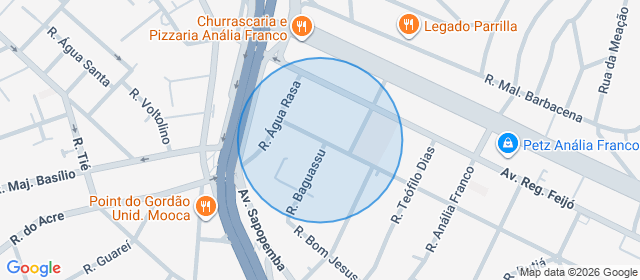 Churrascaria e
Pizzaria Anália Franco
Legado Parrilla
Rua da Meação
R. Água Santa
R. Voltolino
R. Água Rasa
R. Mal. Barbacena
Petz Anália Franco
R. Tié
R. Maj. Basílio
R. Baguassu
R. Teófilo Dias
R. Anália Franco
Av. Reg. Feijó
Point do Gordão
Unid. Mooca
Av. Sapopemba
R. do Acre
R. Guareí
R. Bom Jesus
Google
Map data ©2026 Google